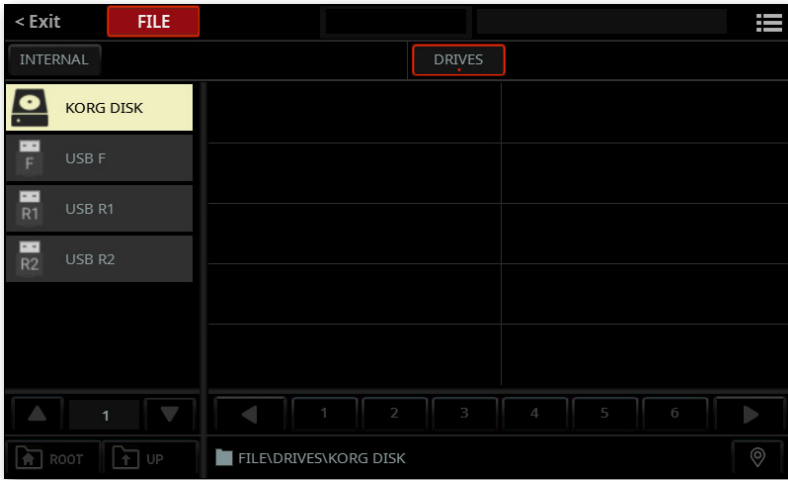 < Exit FILE
INTERNAL DRIVES
KORG DISK
F USB F
R1 USB R1
R2 USB R2
1 1 2 3 4 5 6
ROOT UP FILE\DRIVES\KORG DISK